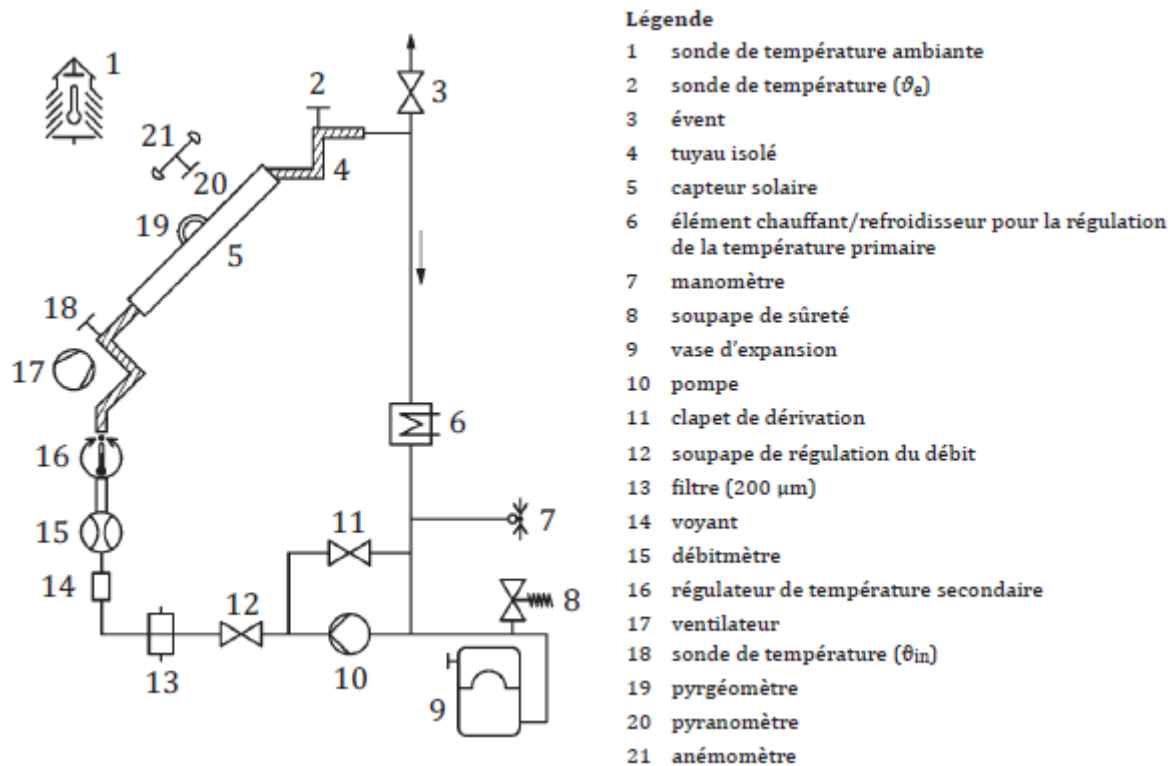 1
2
3
21
20
4
19
5
18
17
16
6
15
11
7
14
12
8
13
10
9
Légende
1 sonde de température ambiante
2 sonde de température (ϑe)
3 évent
4 tuyau isolé
5 capteur solaire
6 élément chauffant/refroidisseur pour la régulation
de la température primaire
7 manomètre
8 soupape de sûreté
9 vase d'expansion
10 pompe
11 clapet de dérivation
12 soupape de régulation du débit
13 filtre (200 µm)
14 voyant
15 débitmètre
16 régulateur de température secondaire
17 ventilateur
18 sonde de température (θin)
19 pyrgéomètre
20 pyranomètre
21 anémomètre